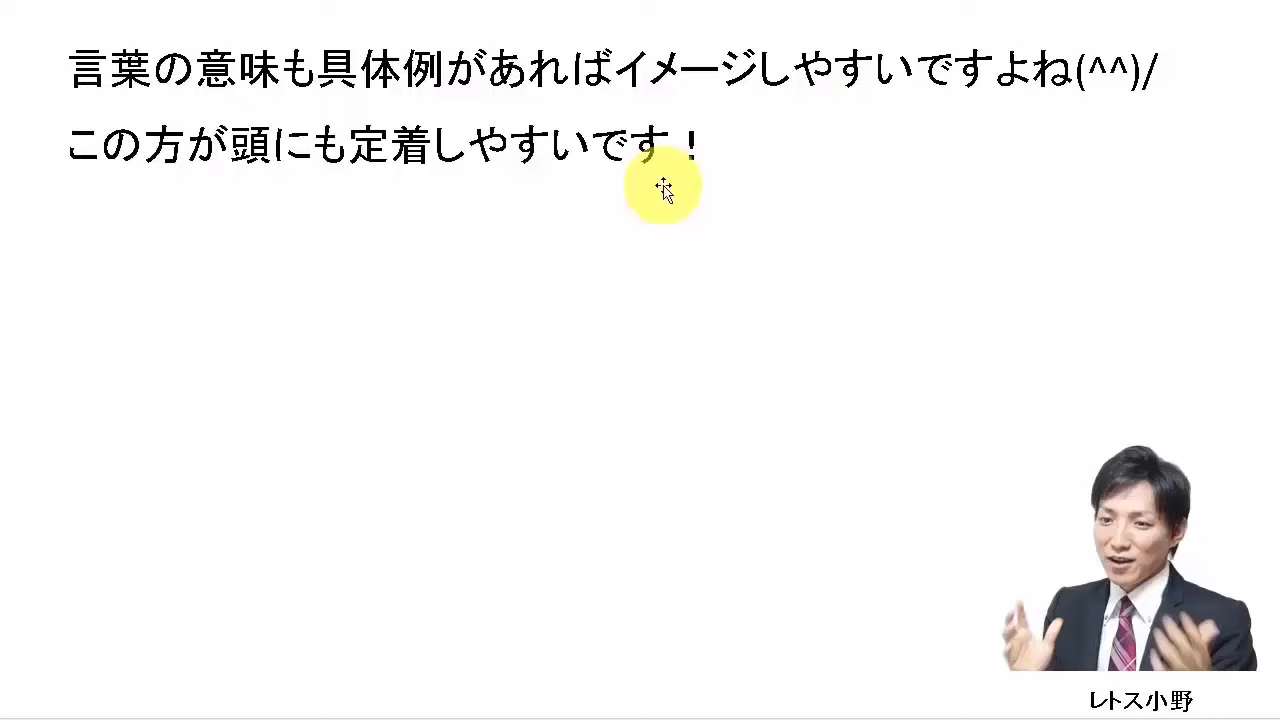 言葉の意味も具体例があればイメージしやすいですよね(^^)/
この方が頭にも定着しやすいです！
レトス小野